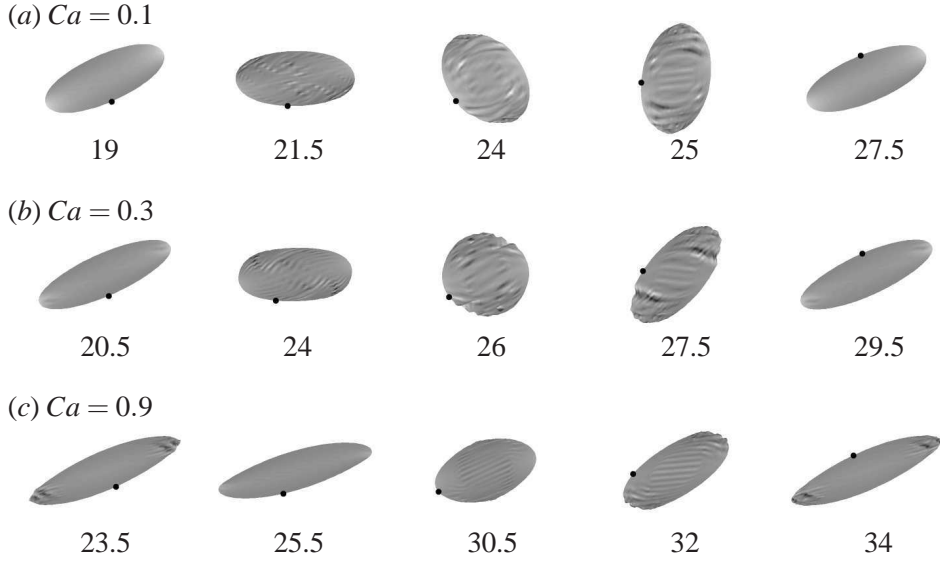 (a) Ca = 0.1
19 21.5 24 25 27.5
(b) Ca = 0.3
20.5 24 26 27.5 29.5
(c) Ca = 0.9
23.5 25.5 30.5 32 34